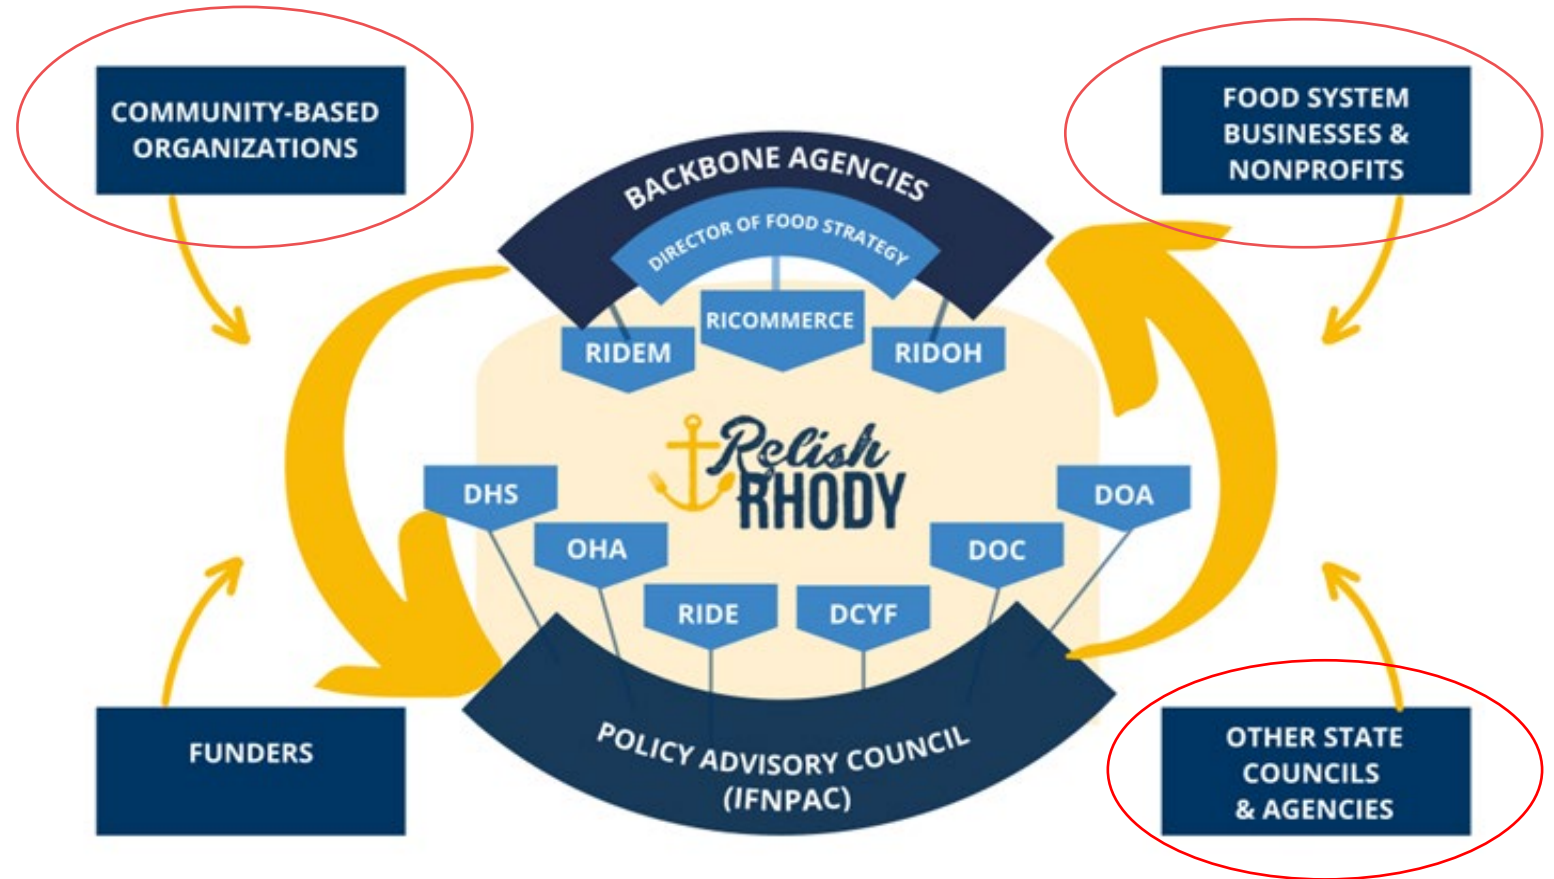 COMMUNITY-BASED
ORGANIZATIONS
FOOD SYSTEM
BUSINESSES &
NONPROFITS
BACKBONE AGENCIES
DIRECTOR OF FOOD STRATEGY
RICOMMERCE
RIDEM
RIDOH
Relish
RHODY
DHS
DOA
OHA
DOC
RIDE
DCYF
POLICY ADVISORY COUNCIL
(IFNPAC)
FUNDERS
OTHER STATE
COUNCILS
& AGENCIES